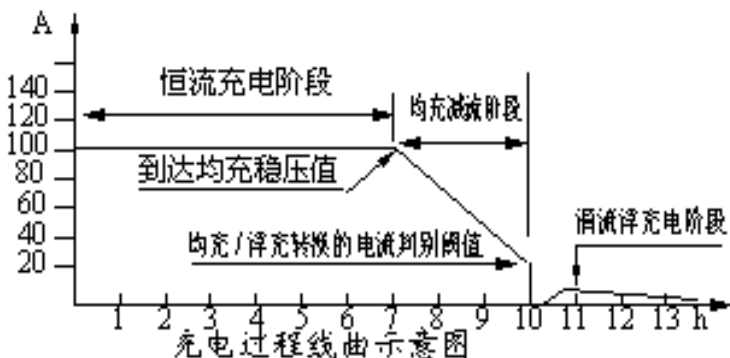 A
恒流充电阶段
均充减流阶段
140
120
100
80
60
40
20
到达均充稳压值
均充/浮充转换的电流判别阈值
涓流浮充电阶段
1 2 3 4 5 6 7 8 9 10 11 12 13 h
充电过程线曲示意图